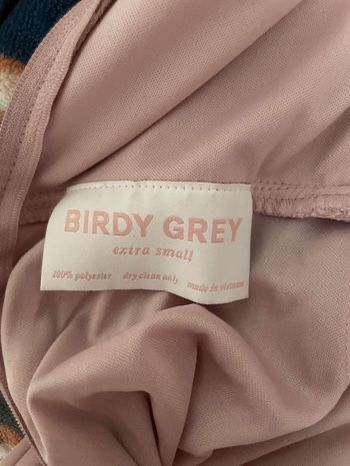 BIRDY GREY
extra small
100% polyester dry clean only made in vietnam